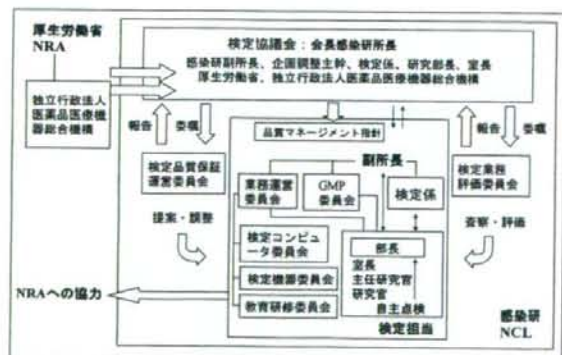 厚生労働省
NRA
独立行政法人
医薬品医療機
器総合機構
検定協議会：会長感染研所長
感染研副所長、企画調整主幹、検定係、研究部長、室長
厚生労働省、独立行政法人医薬品医療機器総合機構
報告
委嘱
品質マネージメント指針
報告
委嘱
検定品質保証
運営委員会
提案・調整
副所長
業務運営
委員会
GMP
委員会
検定係
検定コンピュ
ータ委員会
検定機器委員会
教育研修委員会
部長
室長
主任研究官
研究官
自主点検
検定担当
検定業務
評価委員会
査察・評価
NRAへの協力
感染研
NCL